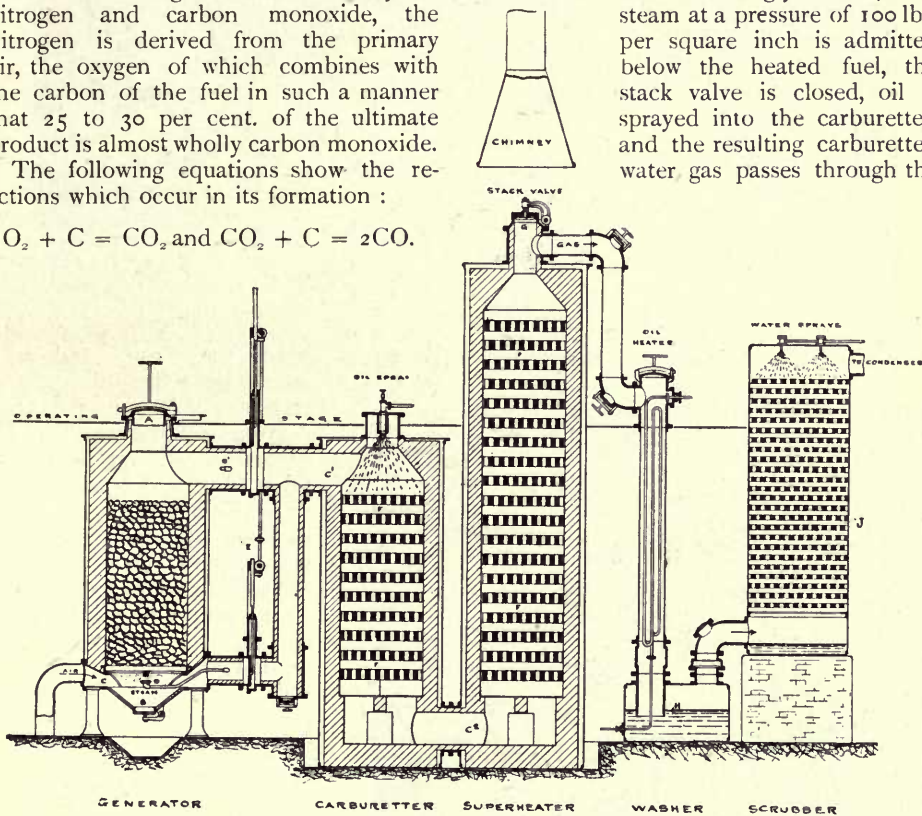 itrogen and carbon monoxide, the
itrogen is derived from the primary
ir, the oxygen of which combines with
ne carbon of the fuel in such a manner
hat 25 to 30 per cent. of the ultimate
roduct is almost wholly carbon monoxide.
The following equations show the re-
ctions which occur in its formation :
O₂ + C = CO₂ and CO₂ + C = 2CO.
steam at a pressure of 100 lb
per square inch is admitte
below the heated fuel, th
stack valve is closed, oil
sprayed into the carburette
and the resulting carburette
water gas passes through th
CHIMNEY
STACK VALVE
G
GAS
OIL HEATER
WATER SPRAYS
TO CONDENSER
OIL SPRAY
OPERATING STAGE
A
C¹
E
F
F
F
F
J
AIR
C
STEAM
B
C²
H
GENERATOR
CARBURETTER
SUPERHEATER
WASHER
SCRUBBER